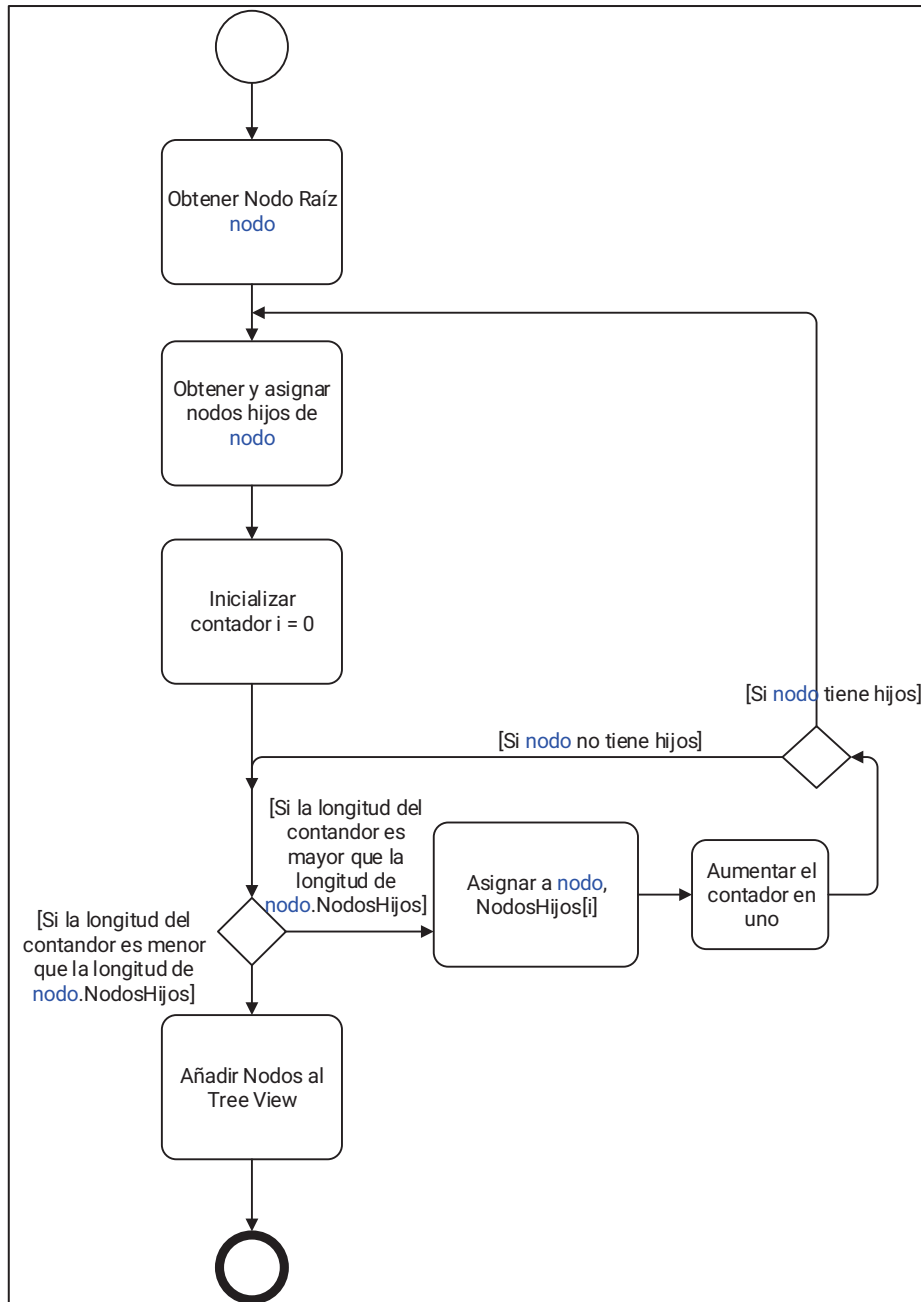 Obtener Nodo Raíz
nodo
Obtener y asignar
nodos hijos de
nodo
Inicializar
contador i = 0
[Si nodo tiene hijos]
[Si nodo no tiene hijos]
[Si la longitud del
contandor es
mayor que la
longitud de
nodo.NodosHijos]
Asignar a nodo,
NodosHijos[i]
Aumentar el
contador en
uno
[Si la longitud del
contandor es menor
que la longitud de
nodo.NodosHijos]
Añadir Nodos al
Tree View